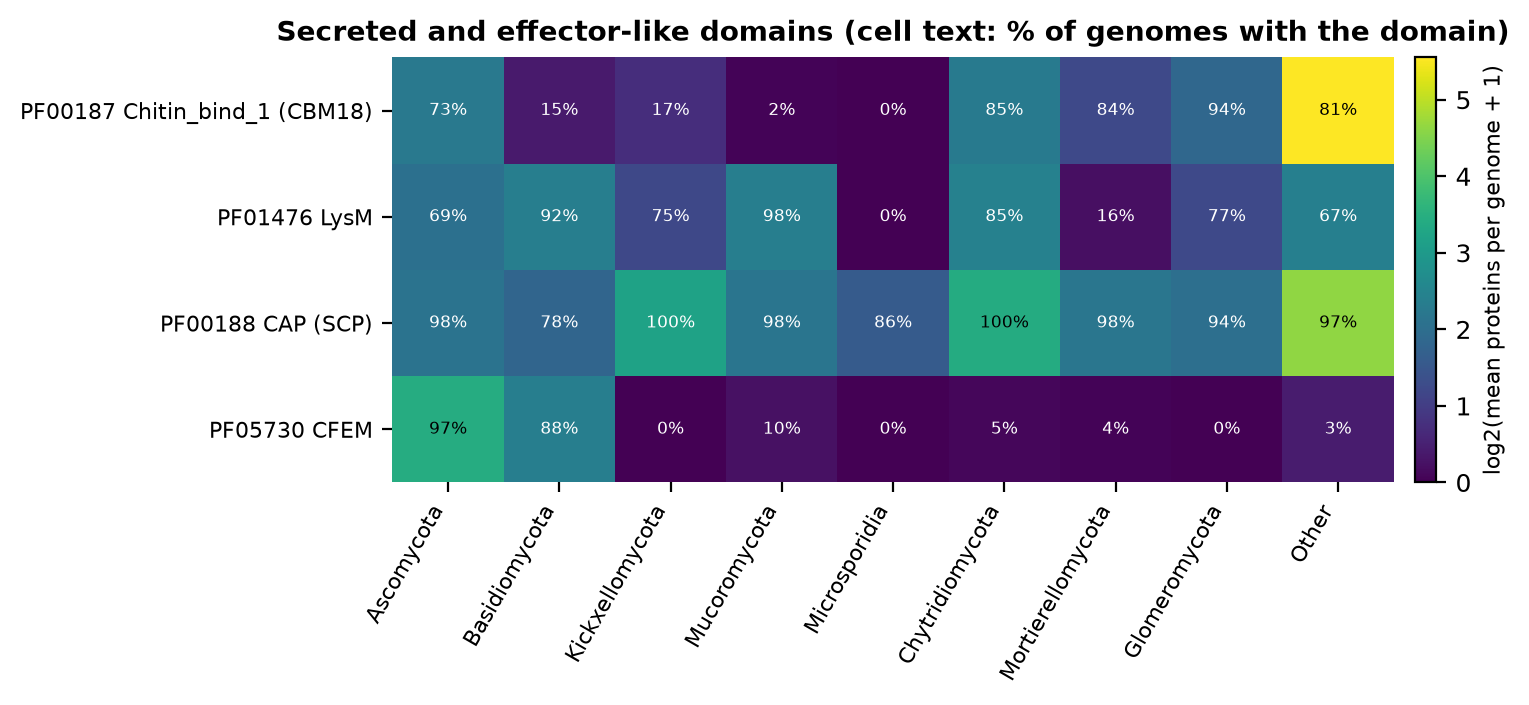 Secreted and effector-like domains (cell text: % of genomes with the domain)
PF00187 Chitin_bind_1 (CBM18) 73% 15% 17% 2% 0% 85% 84% 94% 81%
PF01476 LysM 69% 92% 75% 98% 0% 85% 16% 77% 67%
PF00188 CAP (SCP) 98% 78% 100% 98% 86% 100% 98% 94% 97%
PF05730 CFEM 97% 88% 0% 10% 0% 5% 4% 0% 3%
Ascomycota
Basidiomycota
Kickxellomycota
Mucoromycota
Microsporidia
Chytridiomycota
Mortierellomycota
Glomeromycota
Other
5
4
3
2
1
0
log2(mean proteins per genome + 1)